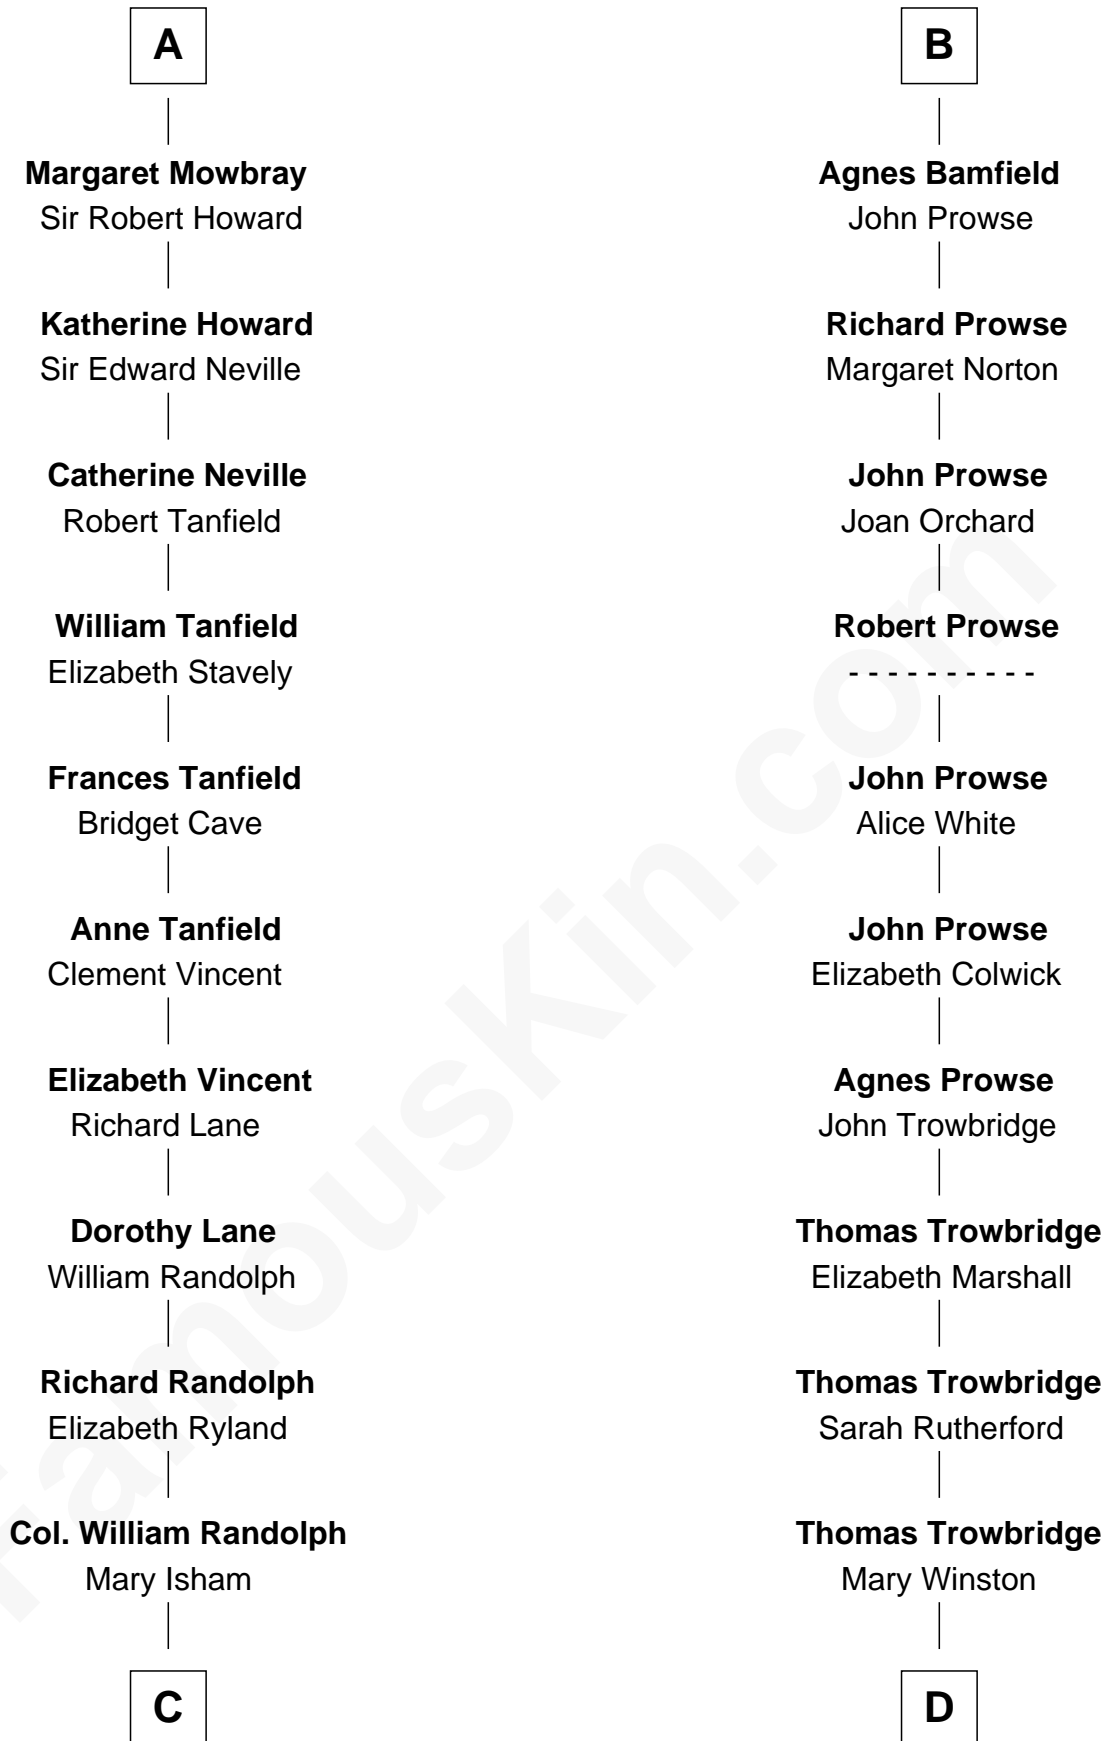 A
Margaret Mowbray
Sir Robert Howard
Katherine Howard
Sir Edward Neville
Catherine Neville
Robert Tanfield
William Tanfield
Elizabeth Stavely
Frances Tanfield
Bridget Cave
Anne Tanfield
Clement Vincent
Elizabeth Vincent
Richard Lane
Dorothy Lane
William Randolph
Richard Randolph
Elizabeth Ryland
Col. William Randolph
Mary Isham
C
B
Agnes Bamfield
John Prowse
Richard Prowse
Margaret Norton
John Prowse
Joan Orchard
Robert Prowse
- - - - - - - - - -
John Prowse
Alice White
John Prowse
Elizabeth Colwick
Agnes Prowse
John Trowbridge
Thomas Trowbridge
Elizabeth Marshall
Thomas Trowbridge
Sarah Rutherford
Thomas Trowbridge
Mary Winston
D
FamousKin.com